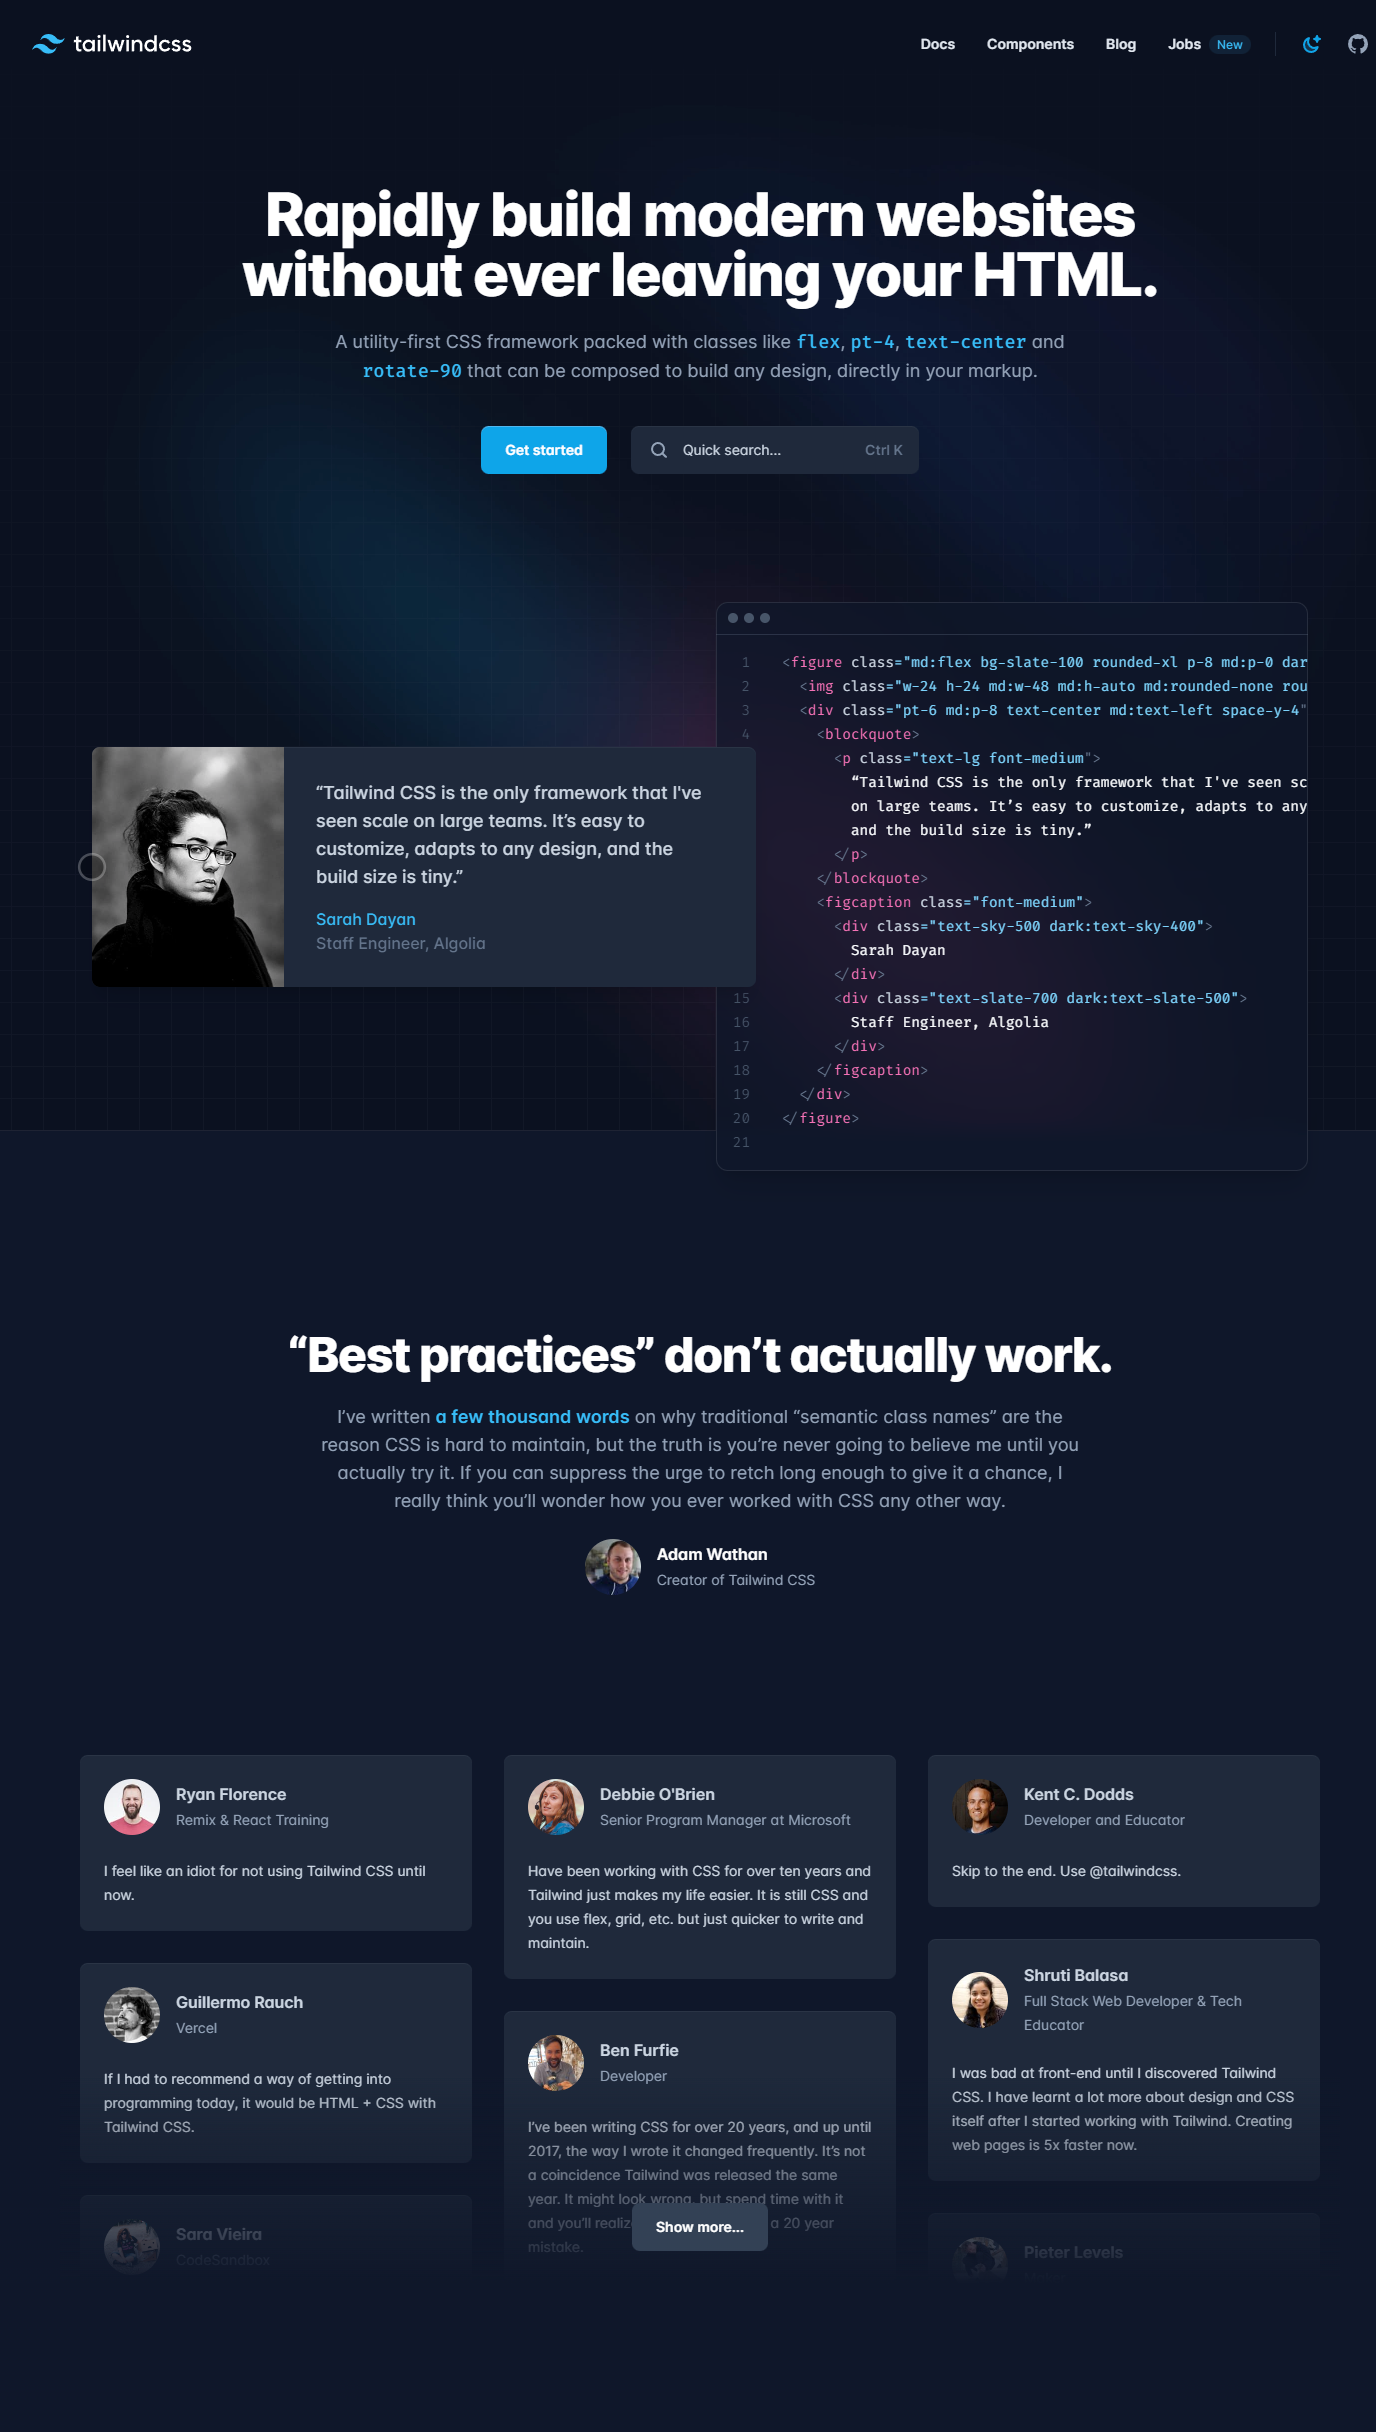 tailwindcss
Docs Components Blog Jobs New
Rapidly build modern websites
without ever leaving your HTML.
A utility-first CSS framework packed with classes like flex, pt-4, text-center and
rotate-90 that can be composed to build any design, directly in your markup.
Get started
Quick search... Ctrl K
1 <figure class="md:flex bg-slate-100 rounded-xl p-8 md:p-0 dar
2 <img class="w-24 h-24 md:w-48 md:h-auto md:rounded-none rou
3 <div class="pt-6 md:p-8 text-center md:text-left space-y-4"
4 <blockquote>
<p class="text-lg font-medium">
“Tailwind CSS is the only framework that I've seen sc
on large teams. It’s easy to customize, adapts to any
and the build size is tiny.”
</p>
</blockquote>
<figcaption class="font-medium">
<div class="text-sky-500 dark:text-sky-400">
Sarah Dayan
</div>
15 <div class="text-slate-700 dark:text-slate-500">
16 Staff Engineer, Algolia
17 </div>
18 </figcaption>
19 </div>
20 </figure>
21
“Tailwind CSS is the only framework that I've
seen scale on large teams. It’s easy to
customize, adapts to any design, and the
build size is tiny.”
Sarah Dayan
Staff Engineer, Algolia
“Best practices” don’t actually work.
I’ve written a few thousand words on why traditional “semantic class names” are the
reason CSS is hard to maintain, but the truth is you’re never going to believe me until you
actually try it. If you can suppress the urge to retch long enough to give it a chance, I
really think you’ll wonder how you ever worked with CSS any other way.
Adam Wathan
Creator of Tailwind CSS
Ryan Florence
Remix & React Training
I feel like an idiot for not using Tailwind CSS until
now.
Guillermo Rauch
Vercel
If I had to recommend a way of getting into
programming today, it would be HTML + CSS with
Tailwind CSS.
Sara Vieira
CodeSandbox
Debbie O'Brien
Senior Program Manager at Microsoft
Have been working with CSS for over ten years and
Tailwind just makes my life easier. It is still CSS and
you use flex, grid, etc. but just quicker to write and
maintain.
Ben Furfie
Developer
I’ve been writing CSS for over 20 years, and up until
2017, the way I wrote it changed frequently. It’s not
a coincidence Tailwind was released the same
year. It might look wrong, but spend time with it
and you’ll realize a 20 year
mistake.
Show more...
Kent C. Dodds
Developer and Educator
Skip to the end. Use @tailwindcss.
Shruti Balasa
Full Stack Web Developer & Tech
Educator
I was bad at front-end until I discovered Tailwind
CSS. I have learnt a lot more about design and CSS
itself after I started working with Tailwind. Creating
web pages is 5x faster now.
Pieter Levels